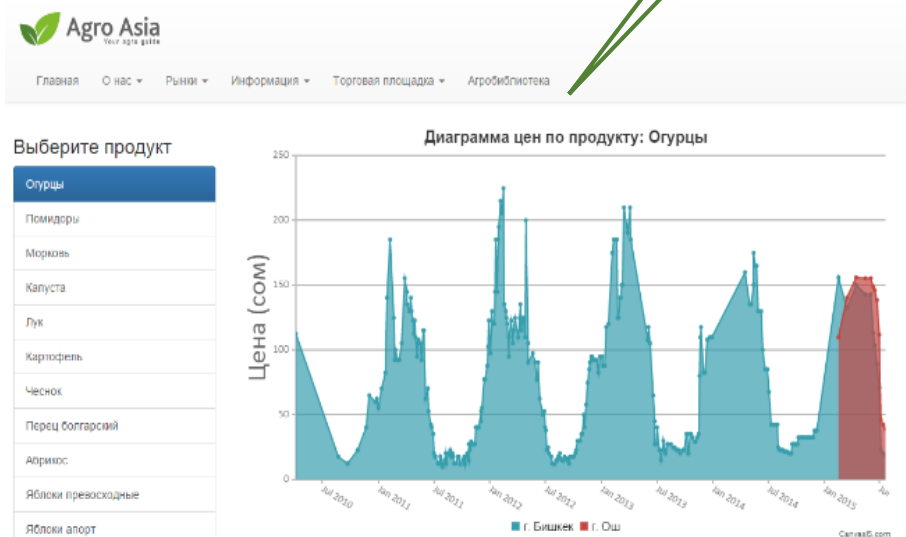 Agro Asia
Your agro guide
Главная О нас Рынки Информация Торговая площадка Агробиблиотека
Выберите продукт
Огурцы
Помидоры
Морковь
Капуста
Лук
Картофель
Чеснок
Перец болгарский
Абрикос
Яблоки превосходные
Яблоки апорт
Диаграмма цен по продукту: Огурцы
Цена (сом)
250
200
150
100
50
0
Jul 2010 Jan 2011 Jul 2011 Jan 2012 Jul 2012 Jan 2013 Jul 2013 Jan 2014 Jul 2014 Jan 2015 Jun
г. Бишкек г. Ош
CanvasJS.com